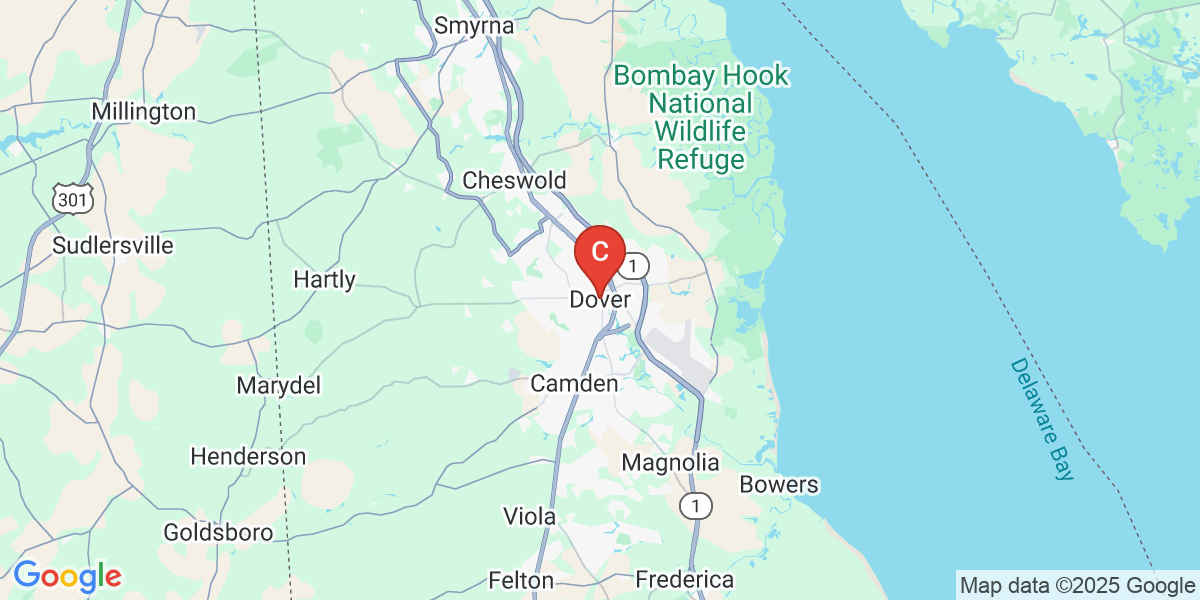 Smyrna
Bombay Hook
National
Wildlife
Refuge
Millington
Cheswold
301
Sudlersville
C
1
Hartly
Dover
Marydel
Camden
Delaware Bay
Henderson
Magnolia
Bowers
1
Viola
Goldsboro
Felton
Frederica
Google
Map data ©2025 Google